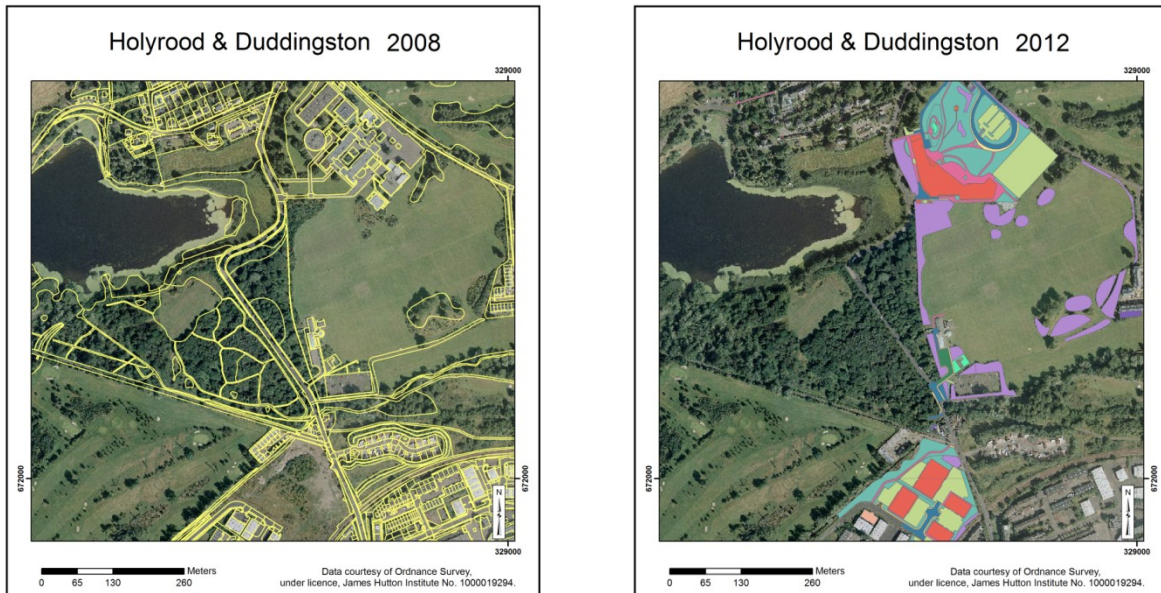 Holyrood & Duddingston 2008
329000
672000
672000
N
329000
Meters
0 65 130 260
Data courtesy of Ordnance Survey,
under licence, James Hutton Institute No. 1000019294.
Holyrood & Duddingston 2012
329000
672000
672000
N
329000
Meters
0 65 130 260
Data courtesy of Ordnance Survey,
under licence, James Hutton Institute No. 1000019294.